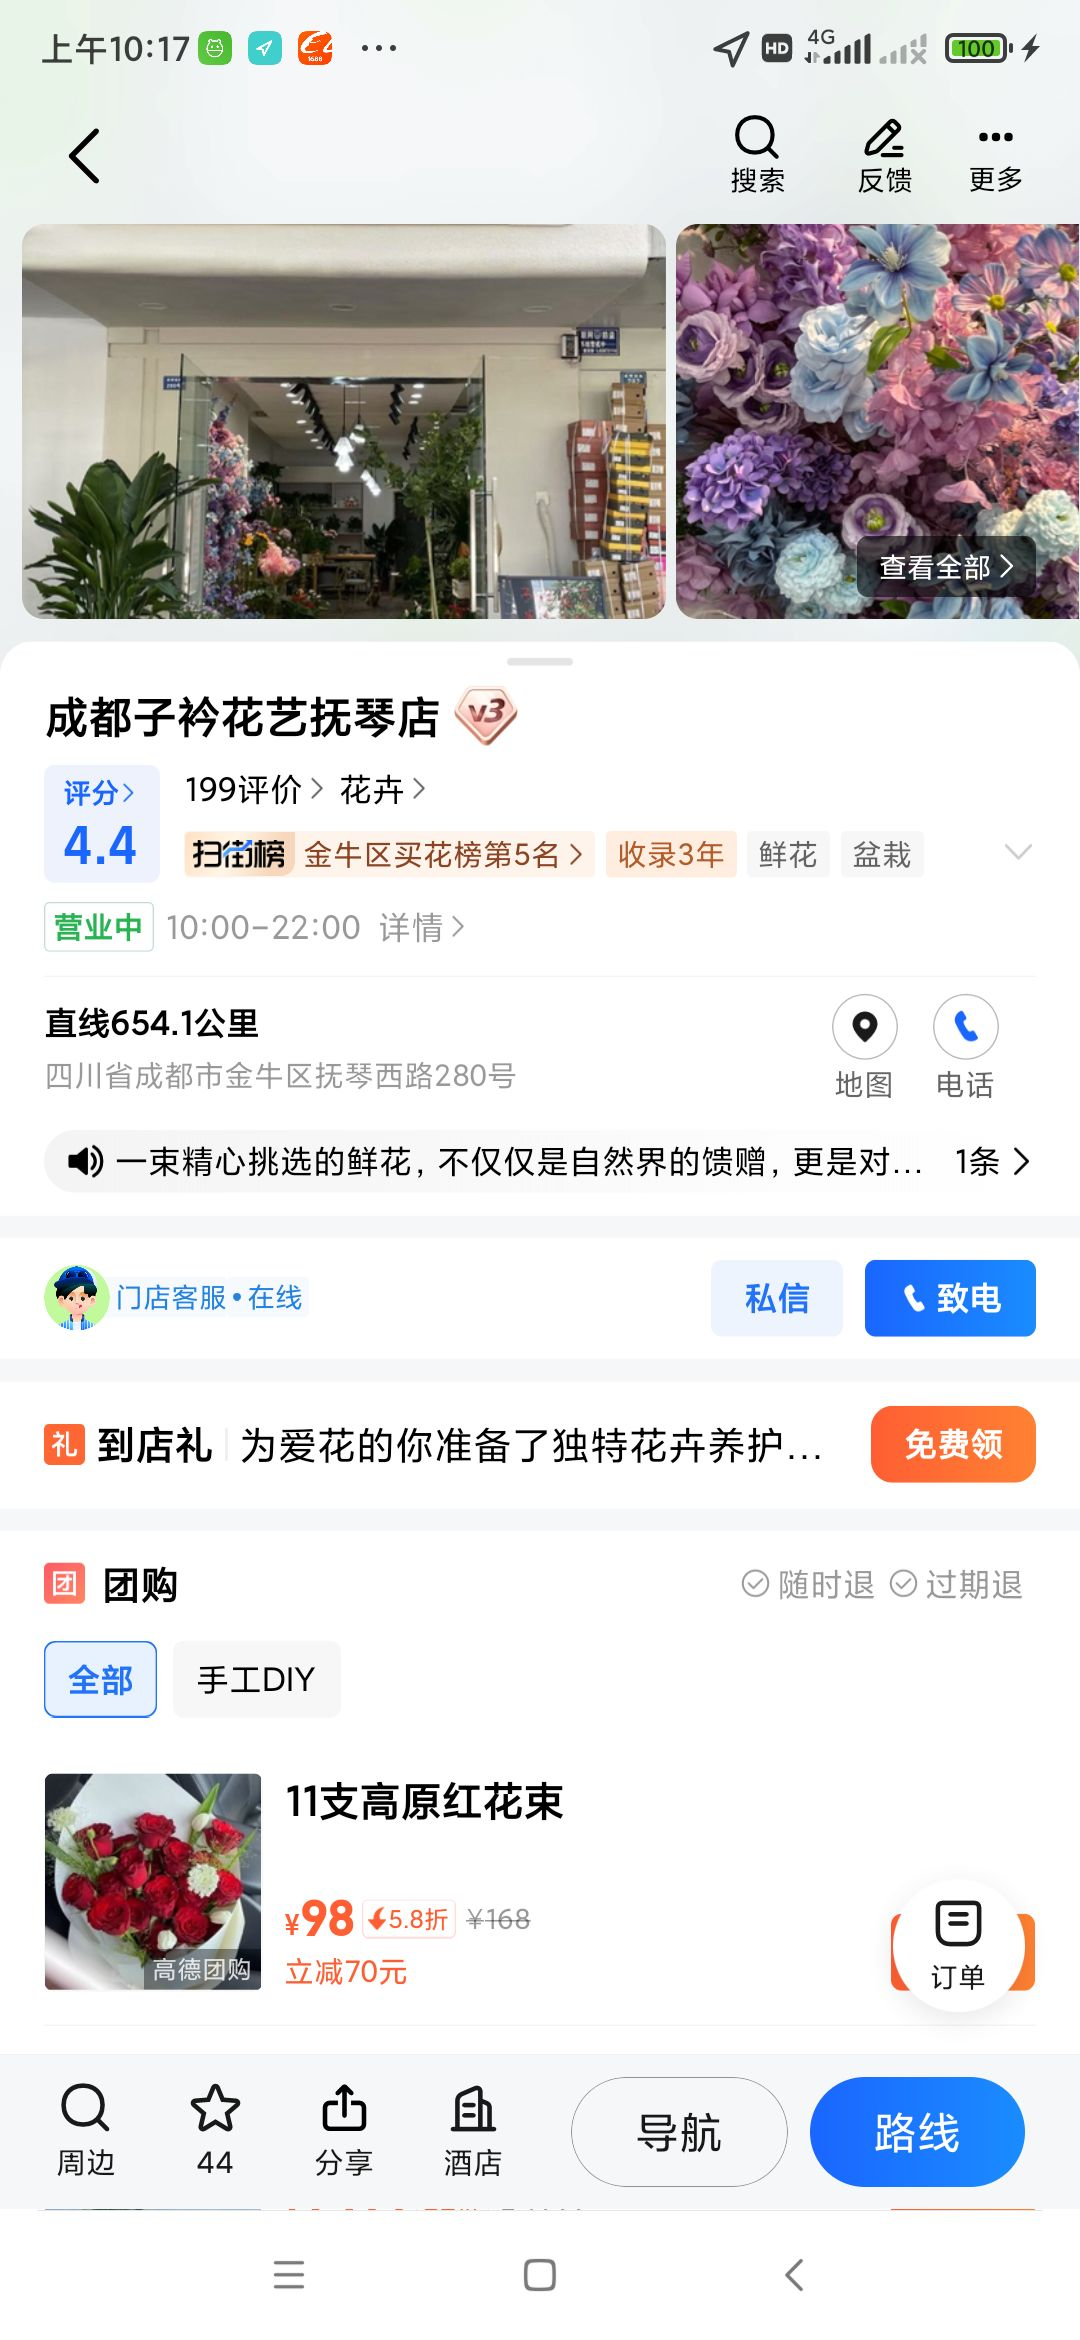 上午10:17
HD 4G 100
搜索 反馈 更多
查看全部
成都子衿花艺抚琴店 v3
评分 199评价 花卉
4.4 扫街榜 金牛区买花榜第5名 收录3年 鲜花 盆栽
营业中 10:00-22:00 详情
直线654.1公里
四川省成都市金牛区抚琴西路280号
地图 电话
一束精心挑选的鲜花，不仅仅是自然界的馈赠，更是对... 1条
门店客服•在线 私信 致电
礼 到店礼 为爱花的你准备了独特花卉养护... 免费领
团 团购 随时退 过期退
全部 手工DIY
11支高原红花束
¥98 5.8折 ¥168
立减70元
高德团购
订单
周边 44 分享 酒店 导航 路线